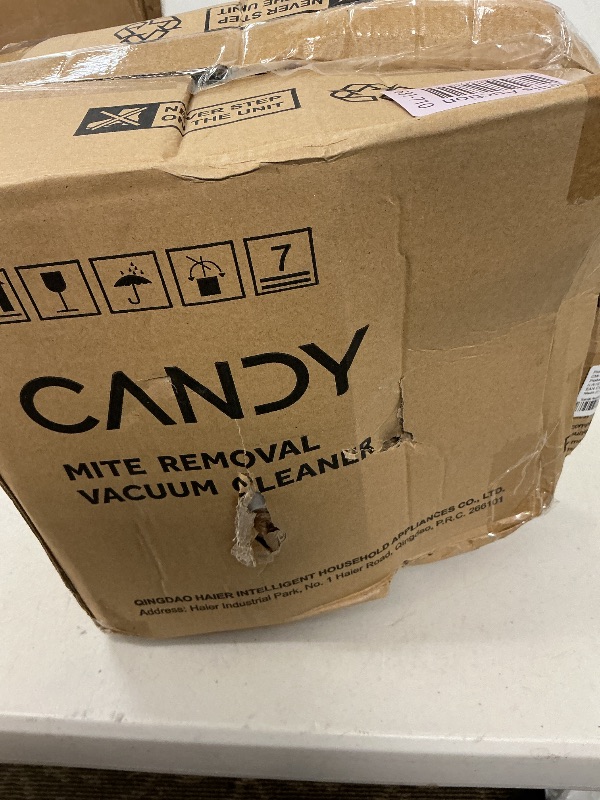 NEVER STEP
THE UNIT
NEVER STEP
ON THE UNIT
7
CANDY
MITE REMOVAL
VACUUM CLEANER
QINGDAO HAIER INTELLIGENT HOUSEHOLD APPLIANCES CO., LTD.
Address: Haier Industrial Park, No. 1 Haier Road, Qingdao, P.R.C. 266101